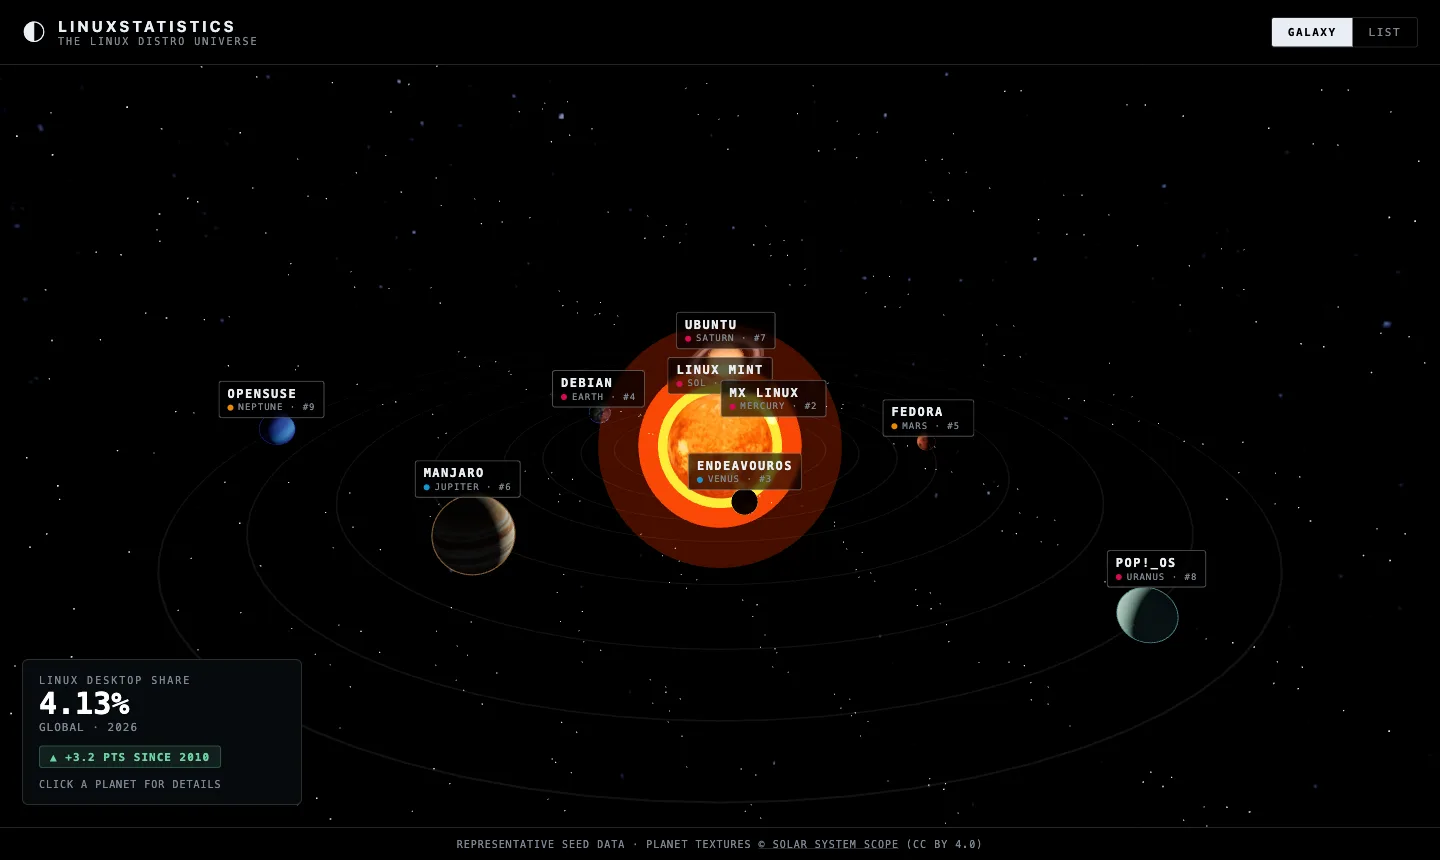 LINUXSTATISTICS
THE LINUX DISTRO UNIVERSE
GALAXY
LIST
UBUNTU
SATURN · #7
LINUX MINT
SOL ·
MX LINUX
MERCURY · #2
DEBIAN
EARTH · #4
OPENSUSE
NEPTUNE · #9
FEDORA
MARS · #5
ENDEAVOUROS
VENUS · #3
MANJARO
JUPITER · #6
POP!_OS
URANUS · #8
LINUX DESKTOP SHARE
4.13%
GLOBAL · 2026
▲ +3.2 PTS SINCE 2010
CLICK A PLANET FOR DETAILS
REPRESENTATIVE SEED DATA · PLANET TEXTURES © SOLAR SYSTEM SCOPE (CC BY 4.0)